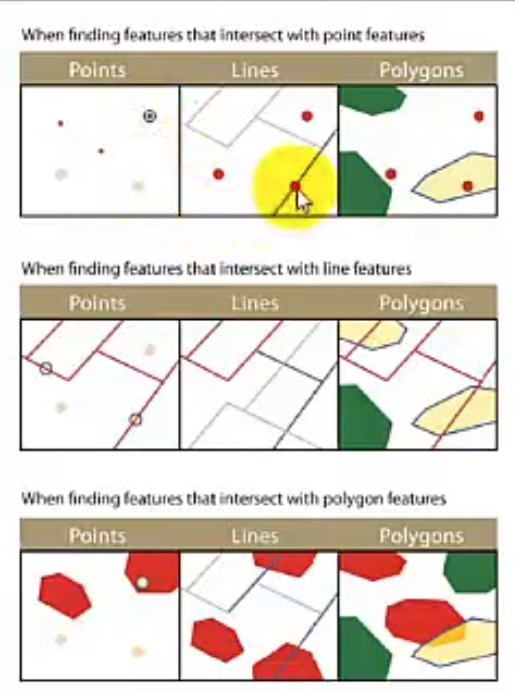 When finding features that intersect with point features
Points Lines Polygons
When finding features that intersect with line features
Points Lines Polygons
When finding features that intersect with polygon features
Points Lines Polygons